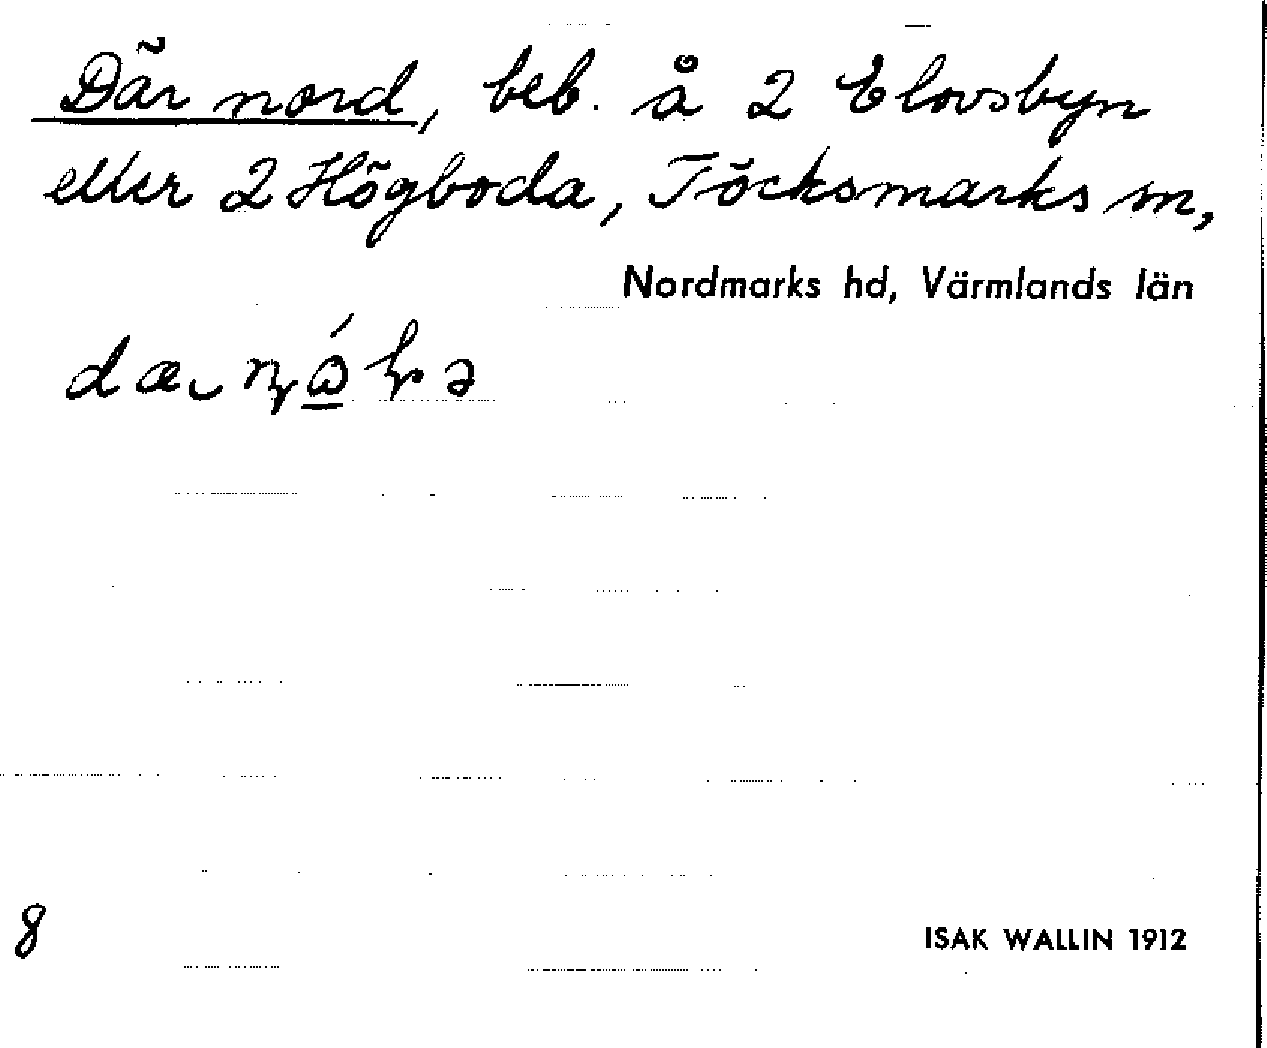 Där nord, beb. å 2 Elovsbyn
eller 2 Högboda, Töcksmarks sn,
Nordmarks hd, Värmlands län
8
ISAK WALLIN 1912